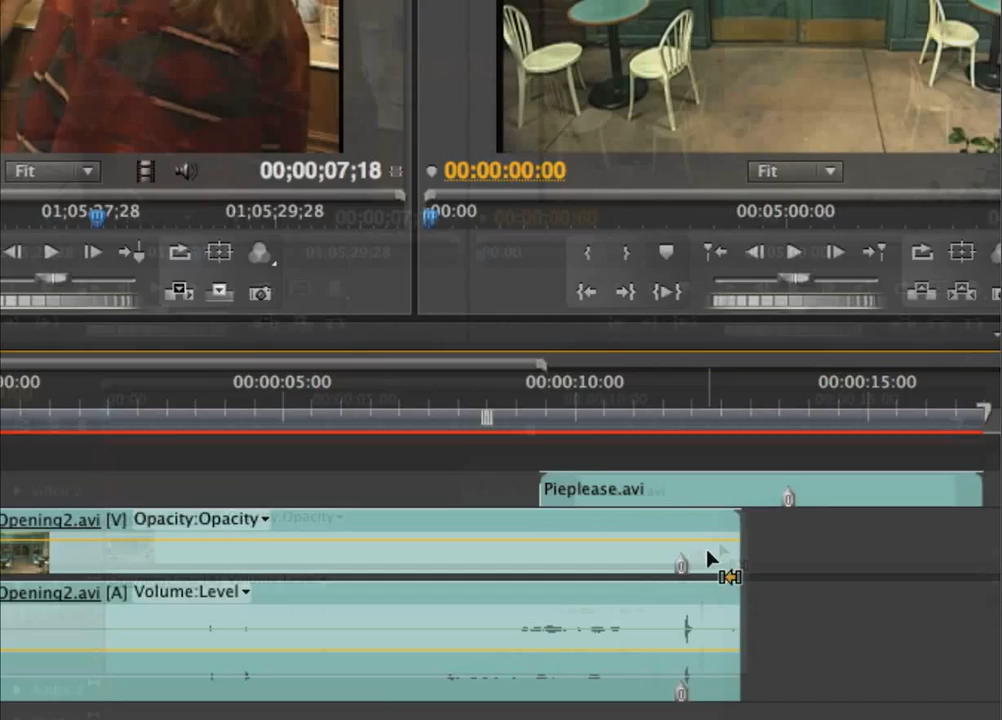 Fit
00;00;07;18
00:00:00:00
Fit
01;05;27;28
01;05;29;28
00:00
00:05:00:00
00:00
00:00:05:00
00:00:10:00
00:00:15:00
Pieplease.avi
Opening2.avi [V] Opacity:Opacity
Opening2.avi [A] Volume:Level